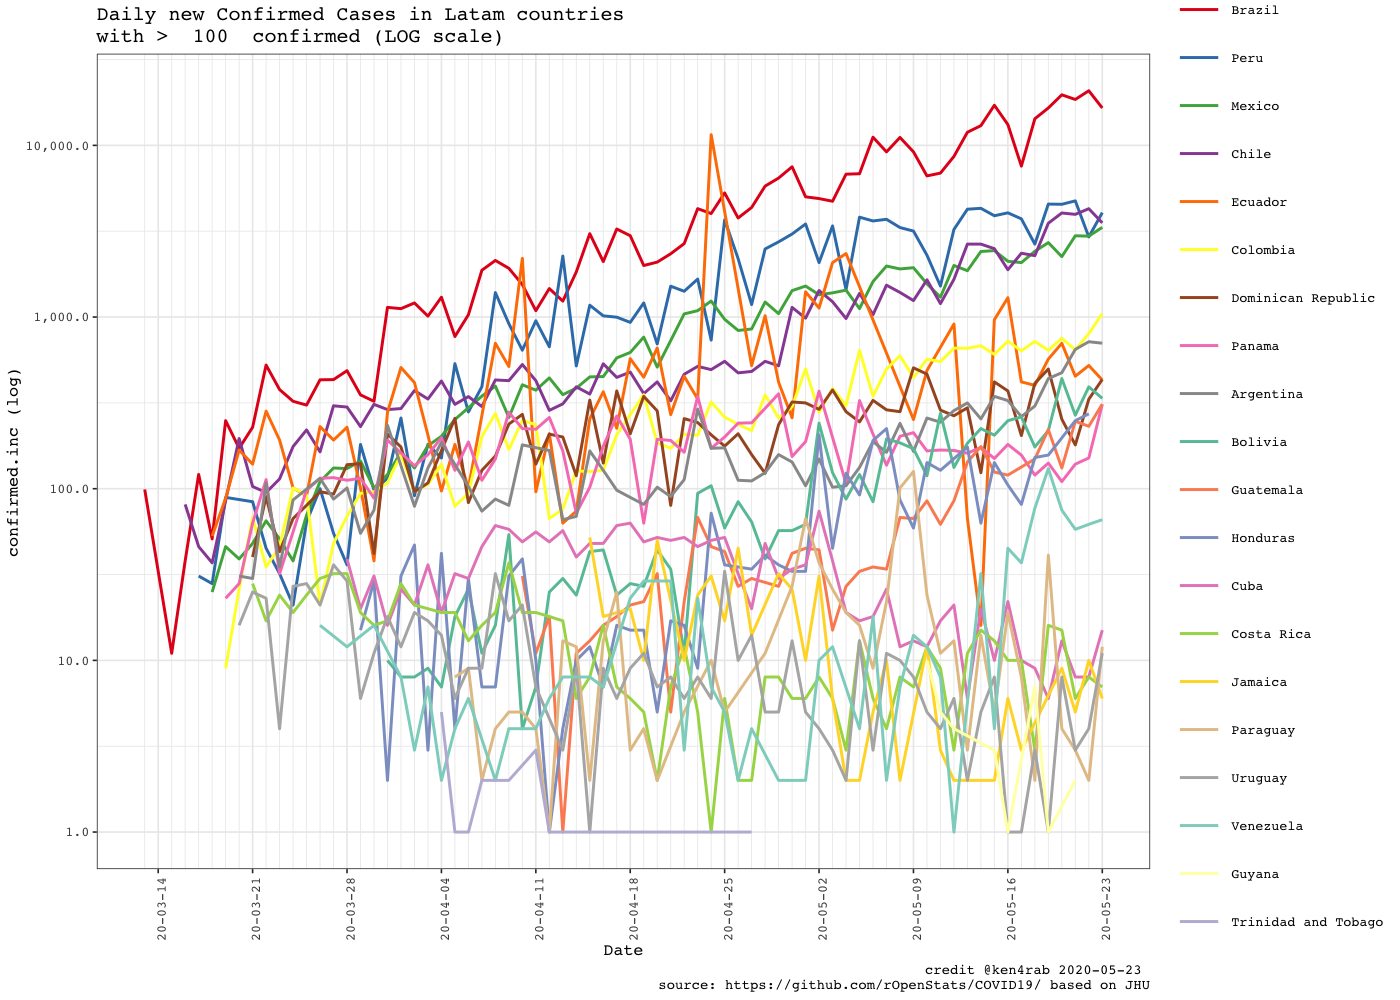 Daily new Confirmed Cases in Latam countries
with >  100  confirmed (LOG scale)
confirmed.inc (log)
10,000.0
1,000.0
100.0
10.0
1.0
20-03-14
20-03-21
20-03-28
20-04-04
20-04-11
20-04-18
20-04-25
20-05-02
20-05-09
20-05-16
20-05-23
Date
Brazil
Peru
Mexico
Chile
Ecuador
Colombia
Dominican Republic
Panama
Argentina
Bolivia
Guatemala
Honduras
Cuba
Costa Rica
Jamaica
Paraguay
Uruguay
Venezuela
Guyana
Trinidad and Tobago
credit @ken4rab 2020-05-23
source: https://github.com/rOpenStats/COVID19/ based on JHU